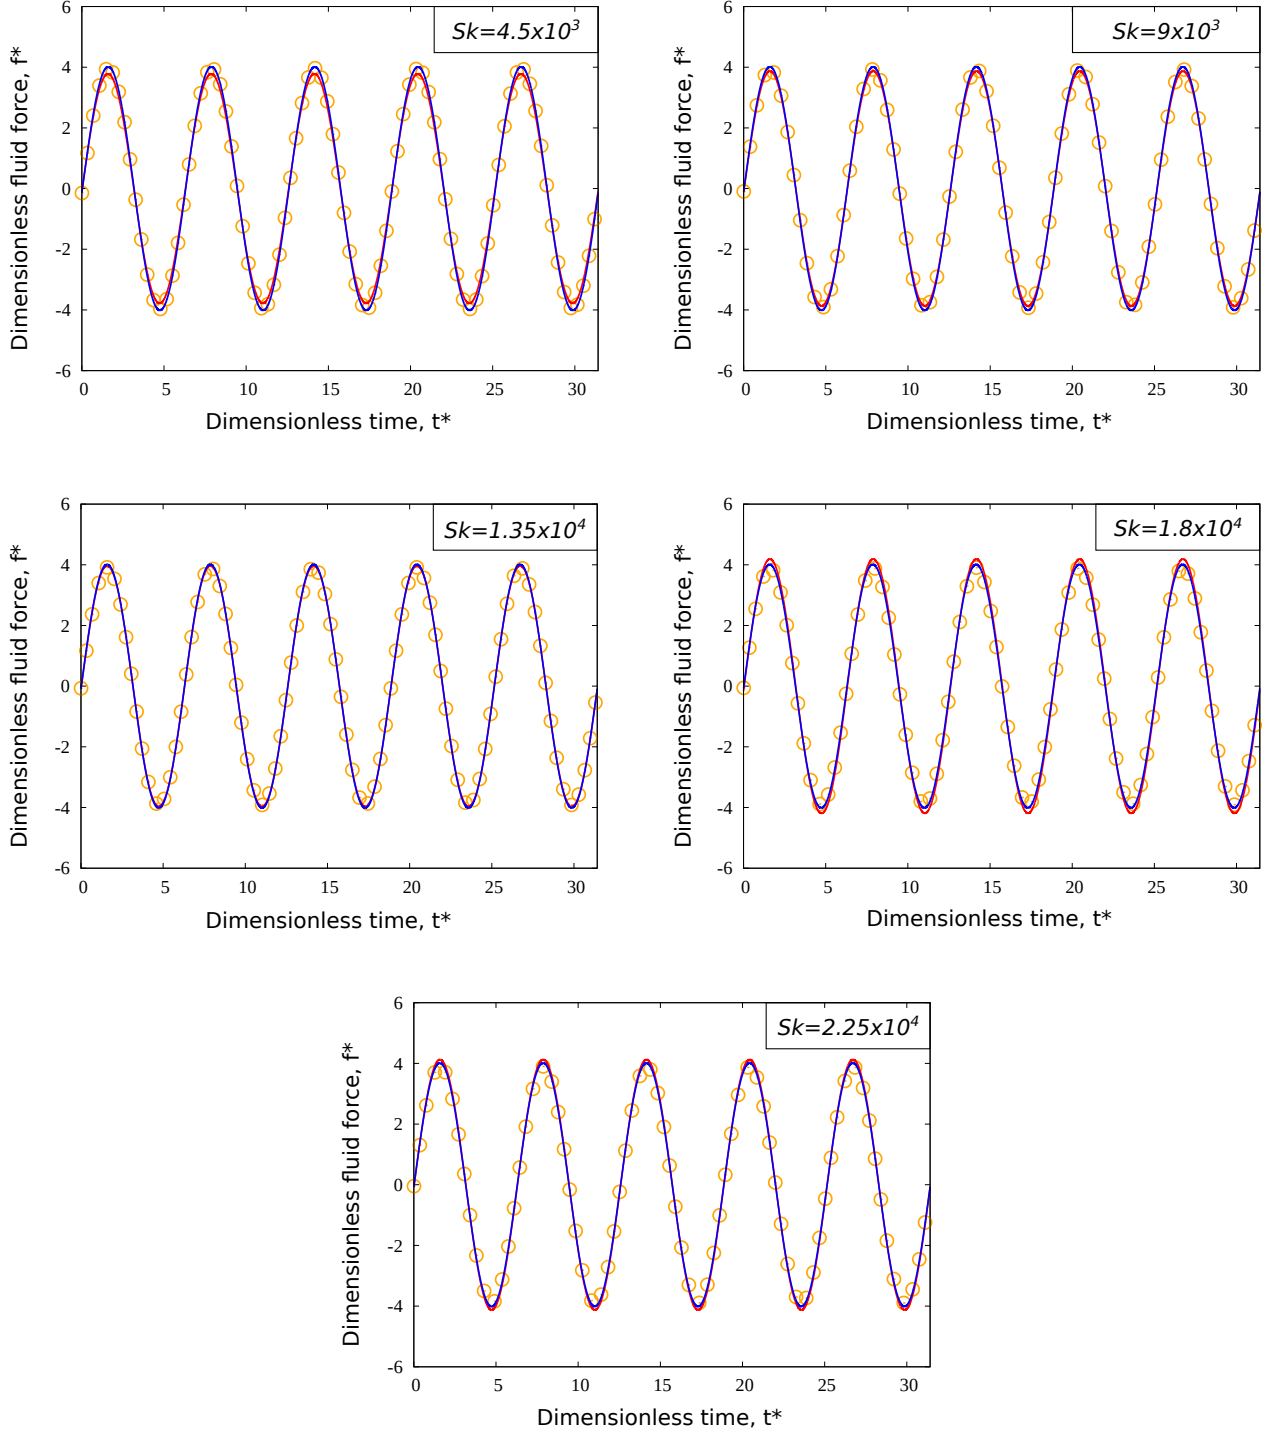 Sk=4.5x10³
Dimensionless fluid force, f*
6
4
2
0
-2
-4
-6
0 5 10 15 20 25 30
Dimensionless time, t*
Sk=9x10³
Dimensionless fluid force, f*
6
4
2
0
-2
-4
-6
0 5 10 15 20 25 30
Dimensionless time, t*
Sk=1.35x10⁴
Dimensionless fluid force, f*
6
4
2
0
-2
-4
-6
0 5 10 15 20 25 30
Dimensionless time, t*
Sk=1.8x10⁴
Dimensionless fluid force, f*
6
4
2
0
-2
-4
-6
0 5 10 15 20 25 30
Dimensionless time, t*
Sk=2.25x10⁴
Dimensionless fluid force, f*
6
4
2
0
-2
-4
-6
0 5 10 15 20 25 30
Dimensionless time, t*